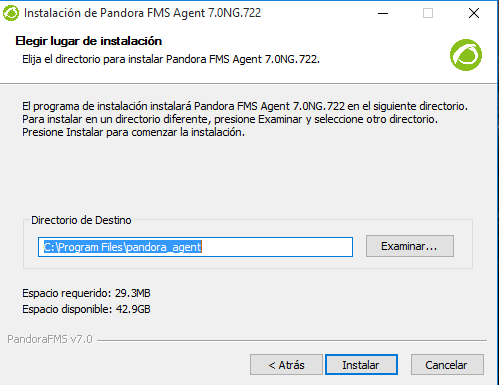 Instalación de Pandora FMS Agent 7.0NG.722
Elegir lugar de instalación
Elija el directorio para instalar Pandora FMS Agent 7.0NG.722.
El programa de instalación instalará Pandora FMS Agent 7.0NG.722 en el siguiente directorio.
Para instalar en un directorio diferente, presione Examinar y seleccione otro directorio.
Presione Instalar para comenzar la instalación.
Directorio de Destino
C:\Program Files\pandora_agent
Examinar...
Espacio requerido: 29.3MB
Espacio disponible: 42.9GB
PandoraFMS v7.0
< Atrás
Instalar
Cancelar